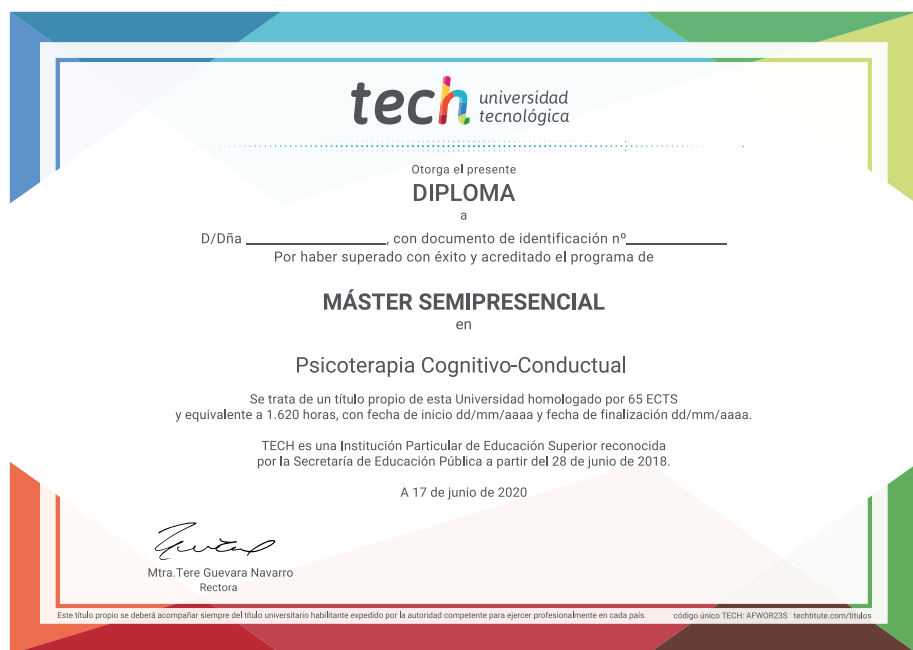 tech universidad
tecnológica
Otorga el presente
DIPLOMA
a
D/Dña ____________________, con documento de identificación nº______________
Por haber superado con éxito y acreditado el programa de
MÁSTER SEMIPRESENCIAL
en
Psicoterapia Cognitivo-Conductual
Se trata de un título propio de esta Universidad homologado por 65 ECTS
y equivalente a 1.620 horas, con fecha de inicio dd/mm/aaaa y fecha de finalización dd/mm/aaaa.
TECH es una Institución Particular de Educación Superior reconocida
por la Secretaría de Educación Pública a partir del 28 de junio de 2018.
A 17 de junio de 2020
Mtra.Tere Guevara Navarro
Rectora
Este título propio se deberá acompañar siempre del título universitario habilitante expedido por la autoridad competente para ejercer profesionalmente en cada país. código único TECH: AFWOR23S techtitute.com/títulos